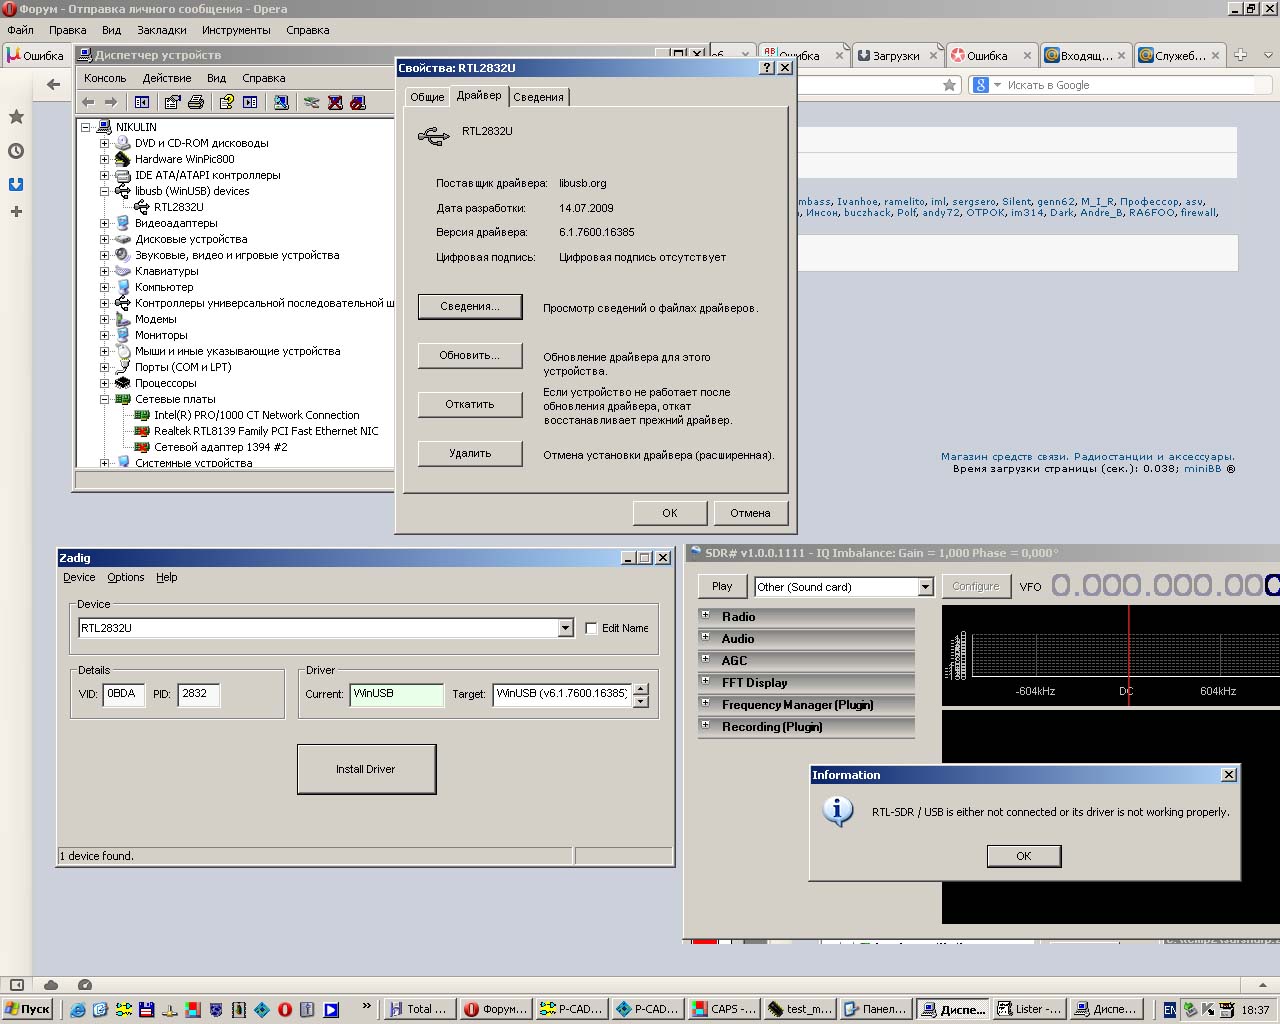 Форум - Отправка личного сообщения - Opera
Файл Правка Вид Закладки Инструменты Справка
Ошибка
Ошибка
Загрузки
Ошибка
Входящ...
Служеб...
Искать в Google
Диспетчер устройств
Консоль Действие Вид Справка
NIKULIN
DVD и CD-ROM дисководы
Hardware WinPic800
IDE ATA/ATAPI контроллеры
libusb (WinUSB) devices
RTL2832U
Видеоадаптеры
Дисковые устройства
Звуковые, видео и игровые устройства
Клавиатуры
Компьютер
Контроллеры универсальной последовательной ш
Модемы
Мониторы
Мыши и иные указывающие устройства
Порты (COM и LPT)
Процессоры
Сетевые платы
Intel(R) PRO/1000 CT Network Connection
Realtek RTL8139 Family PCI Fast Ethernet NIC
Сетевой адаптер 1394 #2
Системные устройства
Свойства: RTL2832U
Общие Драйвер Сведения
RTL2832U
Поставщик драйвера: libusb.org
Дата разработки: 14.07.2009
Версия драйвера: 6.1.7600.16385
Цифровая подпись: Цифровая подпись отсутствует
Сведения... Просмотр сведений о файлах драйверов.
Обновить... Обновление драйвера для этого
устройства.
Откатить Если устройство не работает после
обновления драйвера, откат
восстанавливает прежний драйвер.
Удалить Отмена установки драйвера (расширенная).
OK Отмена
mbass, Ivanhoe, ramelito, iml, sergsero, Silent, genn62, M_I_R, Профессор, asv,
, Инсон, buczhack, Polf, andy72, ОТРОК, im314, Dark, Andre_B, RA6FOO, firewall,
Магазин средств связи. Радиостанции и аксессуары.
Время загрузки страницы (сек.): 0.038; miniBB ®
Zadig
Device Options Help
Device
RTL2832U
Edit Name
Details
VID: 0BDA PID: 2832
Driver
Current: WinUSB Target: WinUSB (v6.1.7600.16385)
Install Driver
1 device found.
SDR# v1.0.0.1111 - IQ Imbalance: Gain = 1,000 Phase = 0,000°
Play Other (Sound card) Configure VFO 0.000.000.000
Radio
Audio
AGC
FFT Display
Frequency Manager (Plugin)
Recording (Plugin)
-604kHz DC 604kHz
Information
RTL-SDR / USB is either not connected or its driver is not working properly.
OK
Пуск
Total ...
Форум...
P-CAD...
P-CAD...
CAPS -...
test_m...
Панел...
Диспе...
Lister -...
Диспе...
EN
18:37